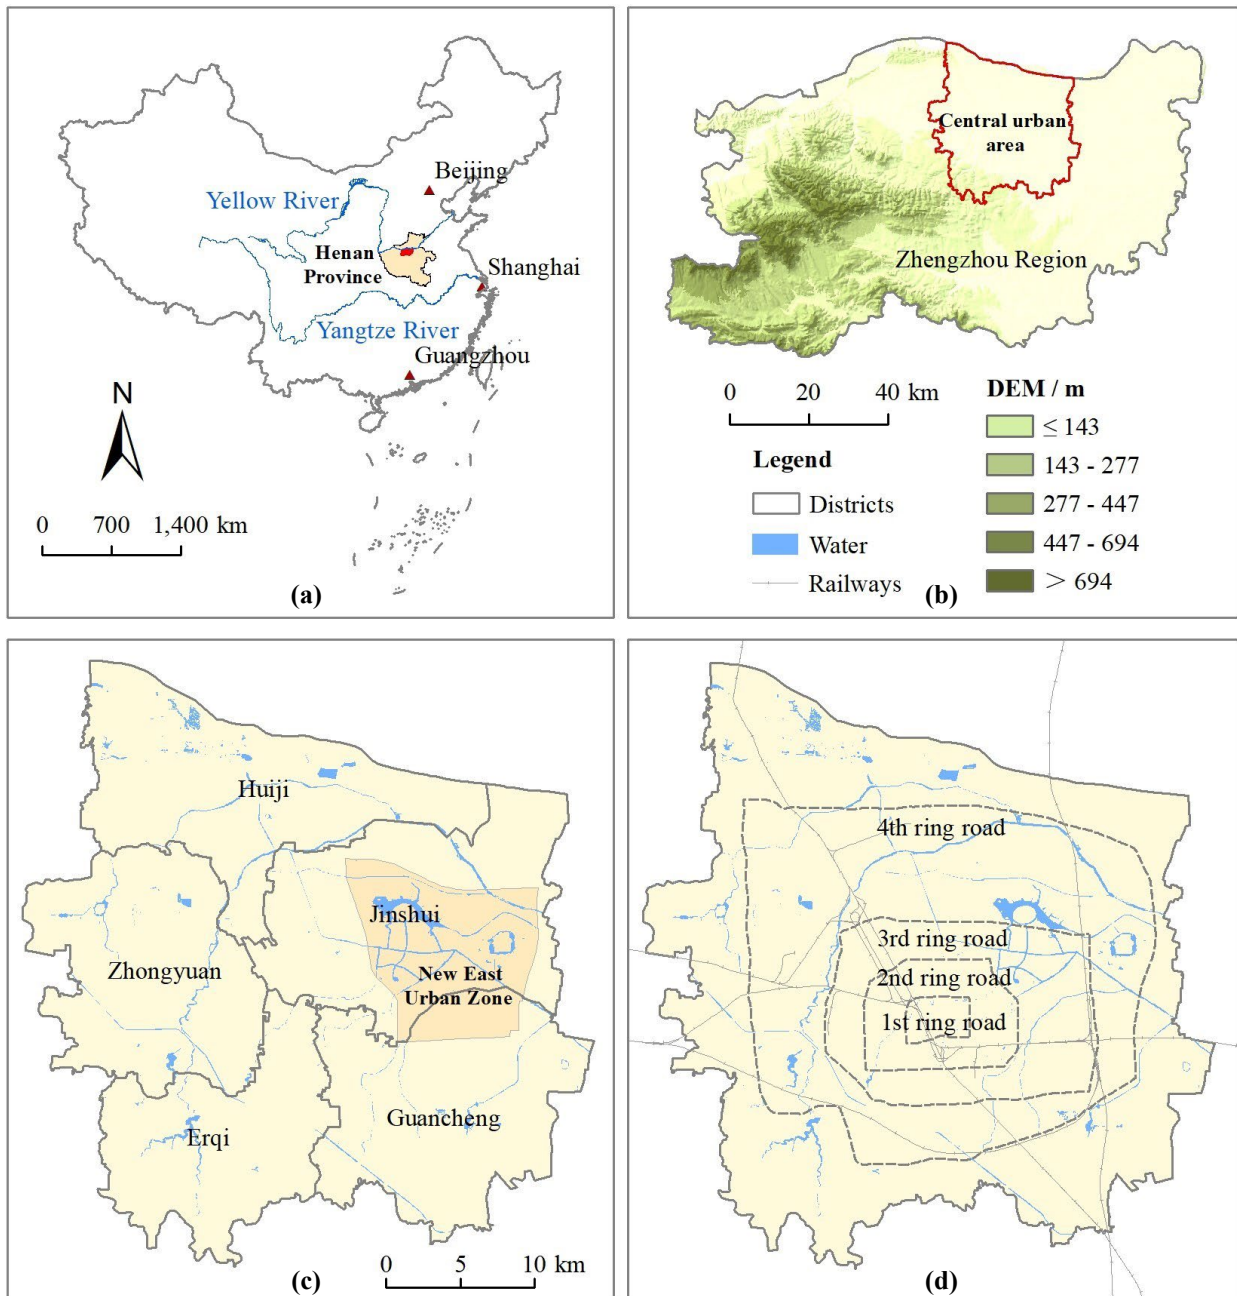 Beijing
Yellow River
Henan
Province
Shanghai
Yangtze River
Guangzhou
N
0 700 1,400 km
(a)
Central urban
area
Zhengzhou Region
0 20 40 km
DEM / m
≤ 143
143 - 277
277 - 447
447 - 694
> 694
Legend
Districts
Water
Railways
(b)
Huiji
Jinshui
Zhongyuan
New East
Urban Zone
Guancheng
Erqi
0 5 10 km
(c)
4th ring road
3rd ring road
2nd ring road
1st ring road
(d)